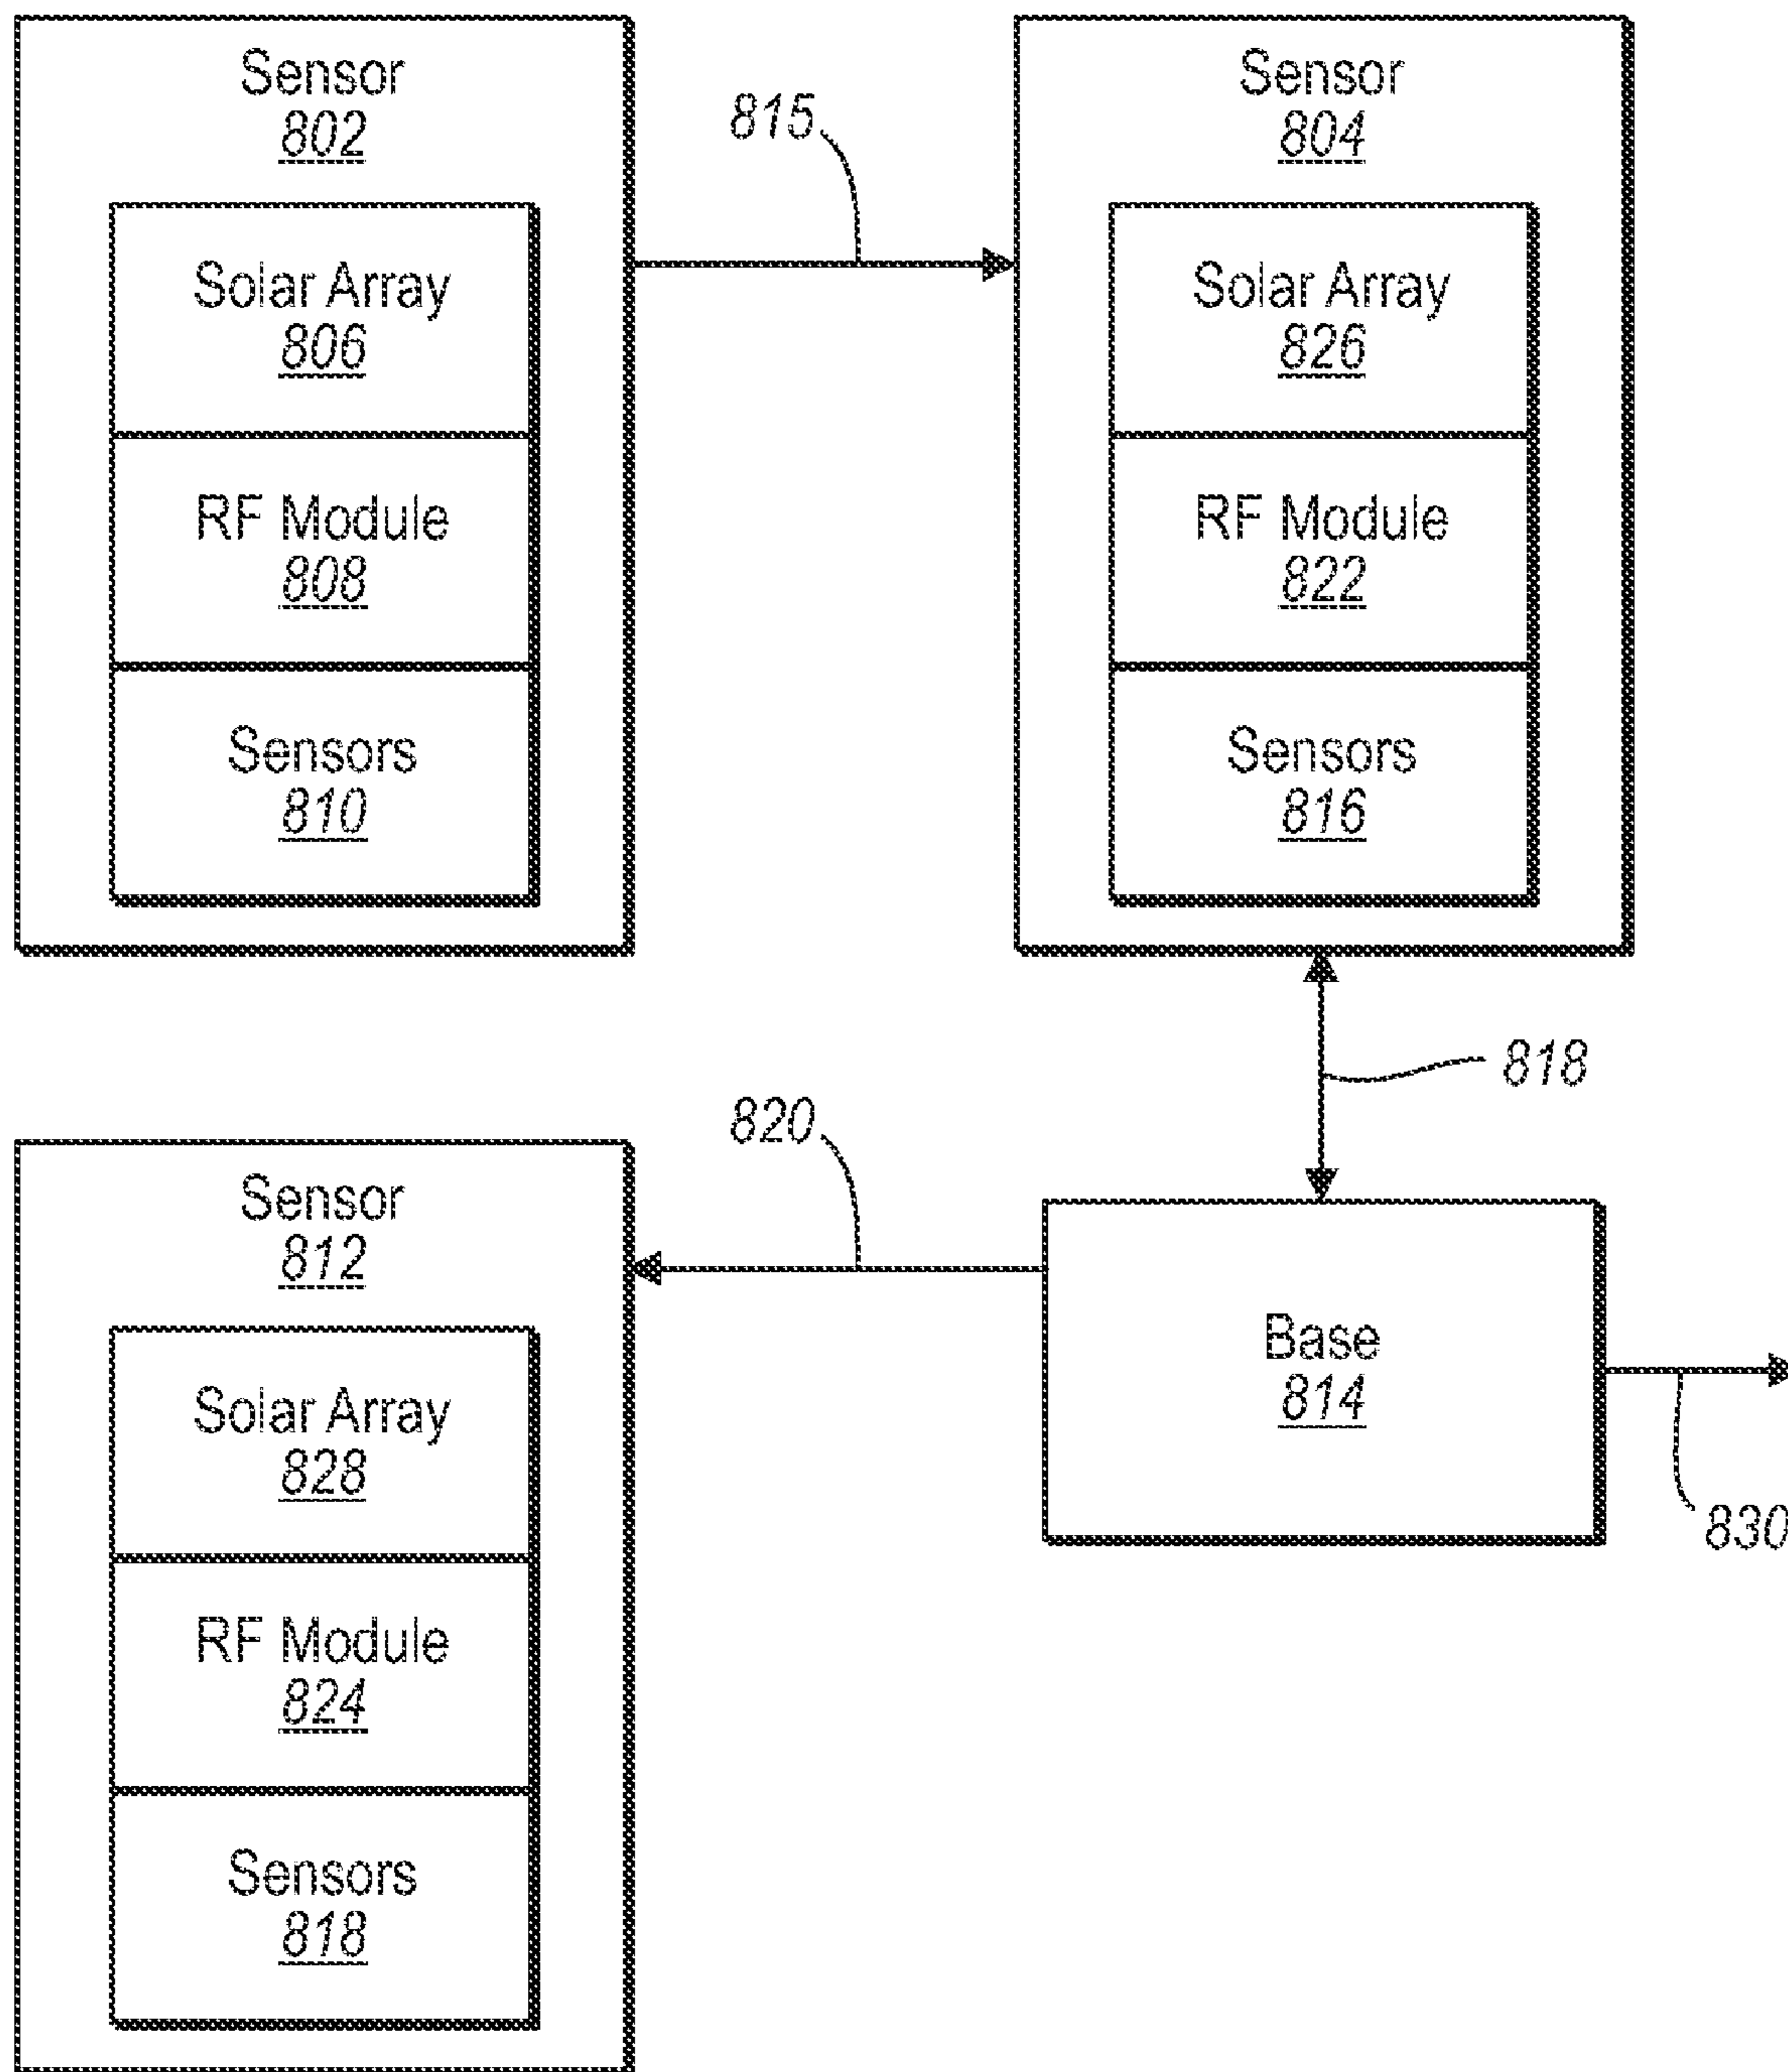 Sensor
802
Solar Array
806
RF Module
808
Sensors
810
815
Sensor
804
Solar Array
826
RF Module
822
Sensors
816
818
820
Sensor
812
Solar Array
828
RF Module
824
Sensors
818
Base
814
830